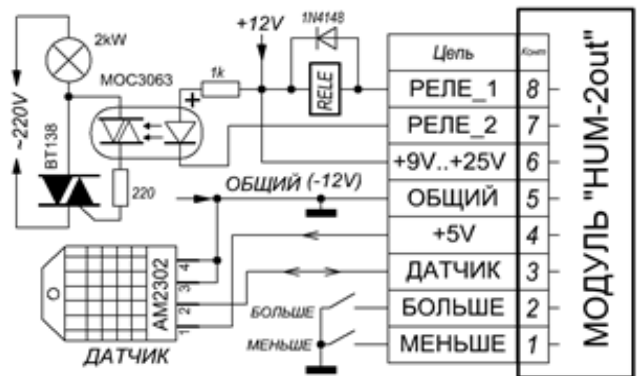 2kW
~220V
BT138
MOC3063
220
1k
+
+12V
1N4148
RELE
ОБЩИЙ (-12V)
AM2302
4
3
2
1
ДАТЧИК
БОЛЬШЕ
МЕНЬШЕ
Цепь Конт
РЕЛЕ_1 8
РЕЛЕ_2 7
+9V..+25V 6
ОБЩИЙ 5
+5V 4
ДАТЧИК 3
БОЛЬШЕ 2
МЕНЬШЕ 1
МОДУЛЬ "HUM-2out"